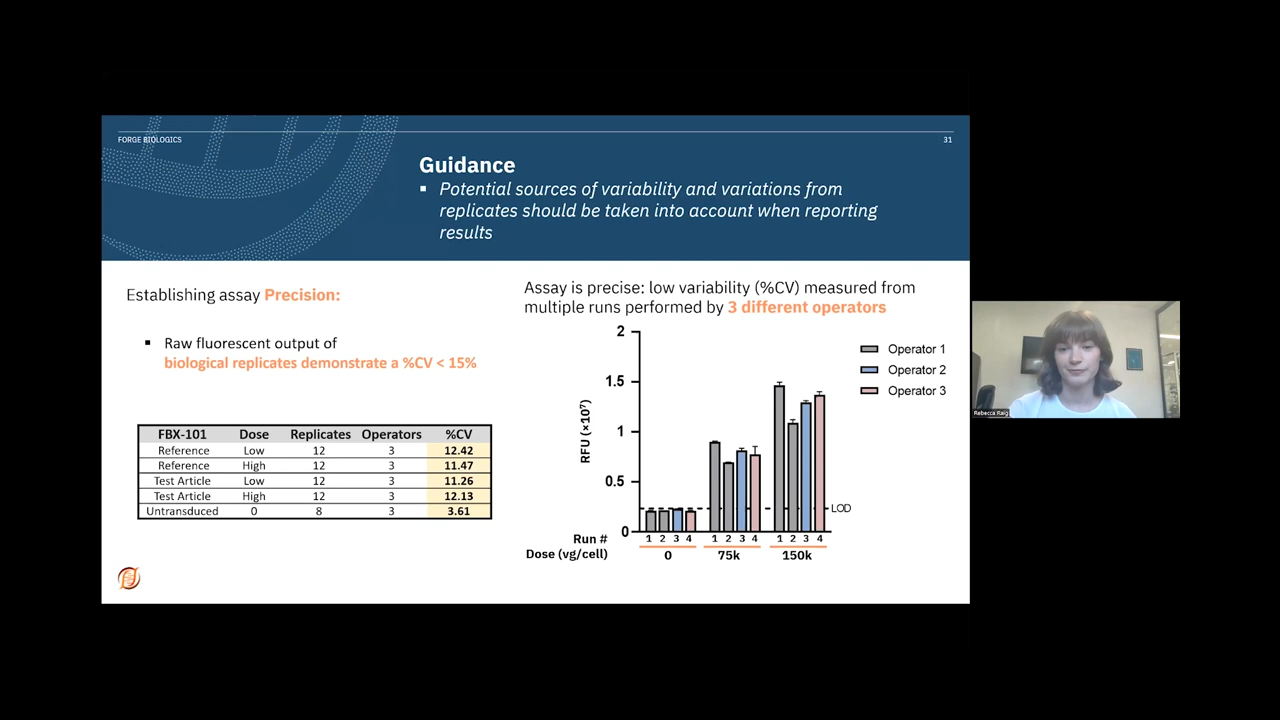 FORGE BIOLOGICS
31
Guidance
▪ Potential sources of variability and variations from
replicates should be taken into account when reporting
results
Establishing assay Precision:
▪ Raw fluorescent output of
biological replicates demonstrate a %CV < 15%
FBX-101 Dose Replicates Operators %CV
Reference Low 12 3 12.42
Reference High 12 3 11.47
Test Article Low 12 3 11.26
Test Article High 12 3 12.13
Untransduced 0 8 3 3.61
Assay is precise: low variability (%CV) measured from
multiple runs performed by 3 different operators
2
1.5
1
0.5
0
RFU (×10⁷)
Operator 1
Operator 2
Operator 3
LOD
Run # 1 2 3 4 1 2 3 4 1 2 3 4
Dose (vg/cell) 0 75k 150k
Rebecca Raig